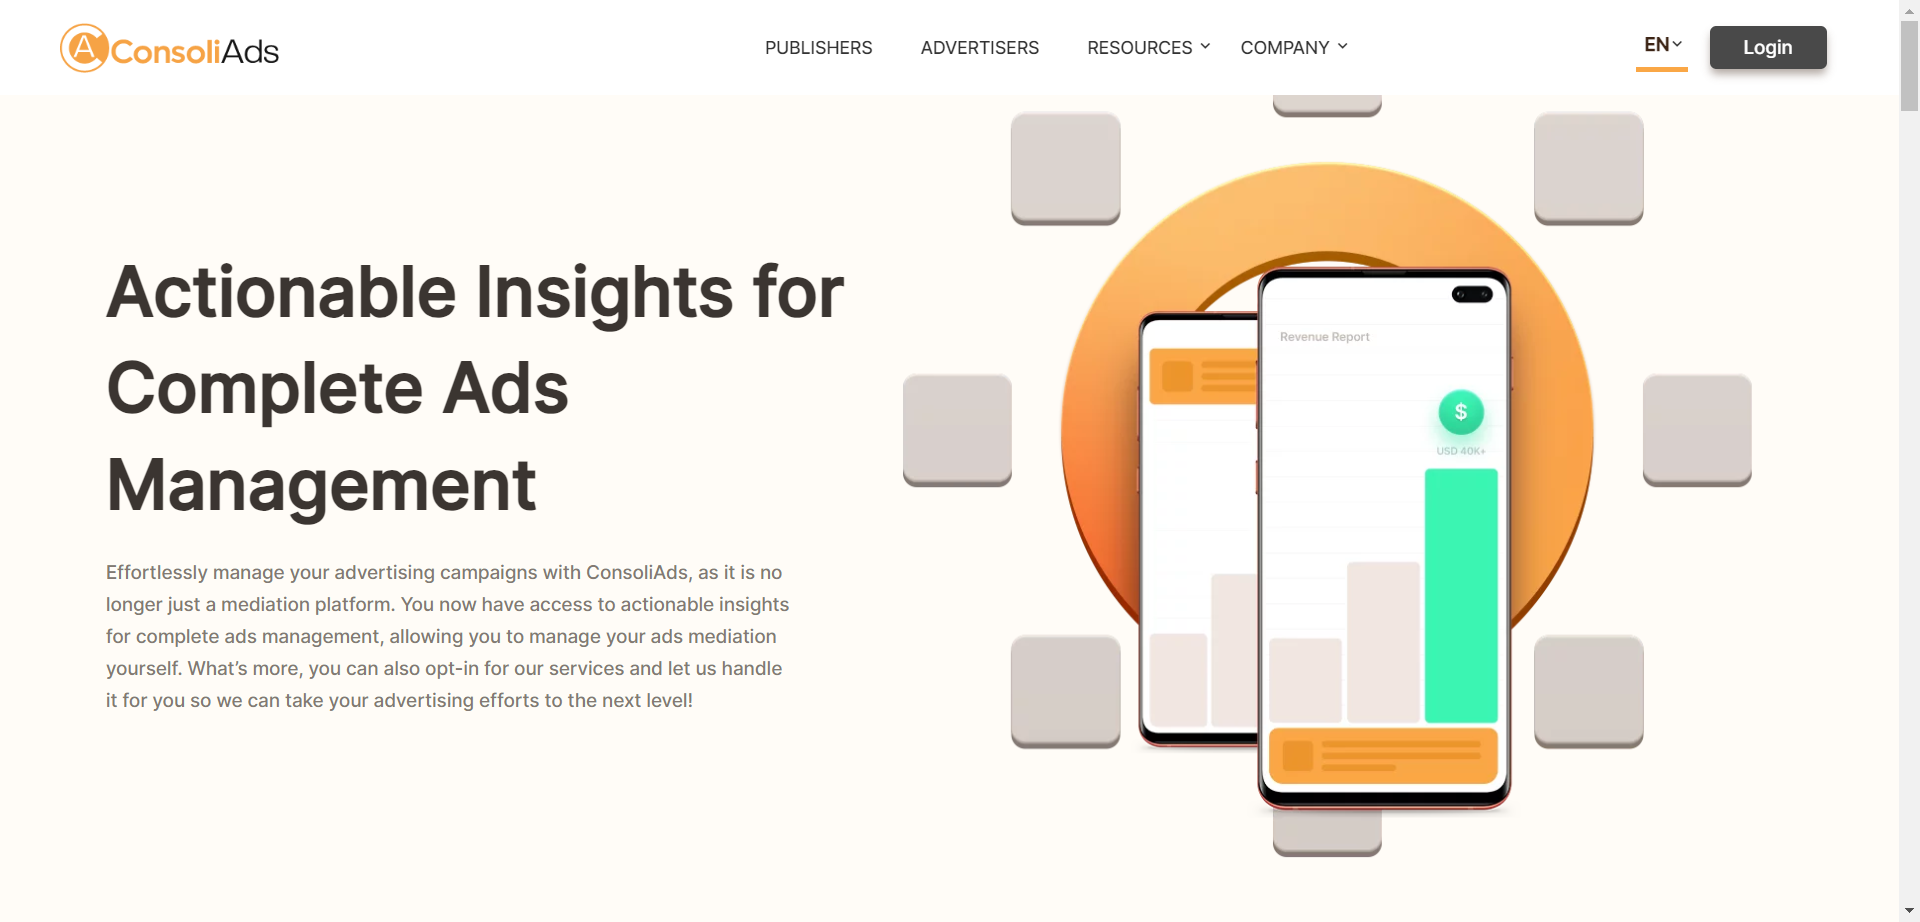 ConsoliAds
PUBLISHERS
ADVERTISERS
RESOURCES
COMPANY
EN
Login
Actionable Insights for
Complete Ads
Management
Effortlessly manage your advertising campaigns with ConsoliAds, as it is no
longer just a mediation platform. You now have access to actionable insights
for complete ads management, allowing you to manage your ads mediation
yourself. What’s more, you can also opt-in for our services and let us handle
it for you so we can take your advertising efforts to the next level!
Revenue Report
$
USD 40K+